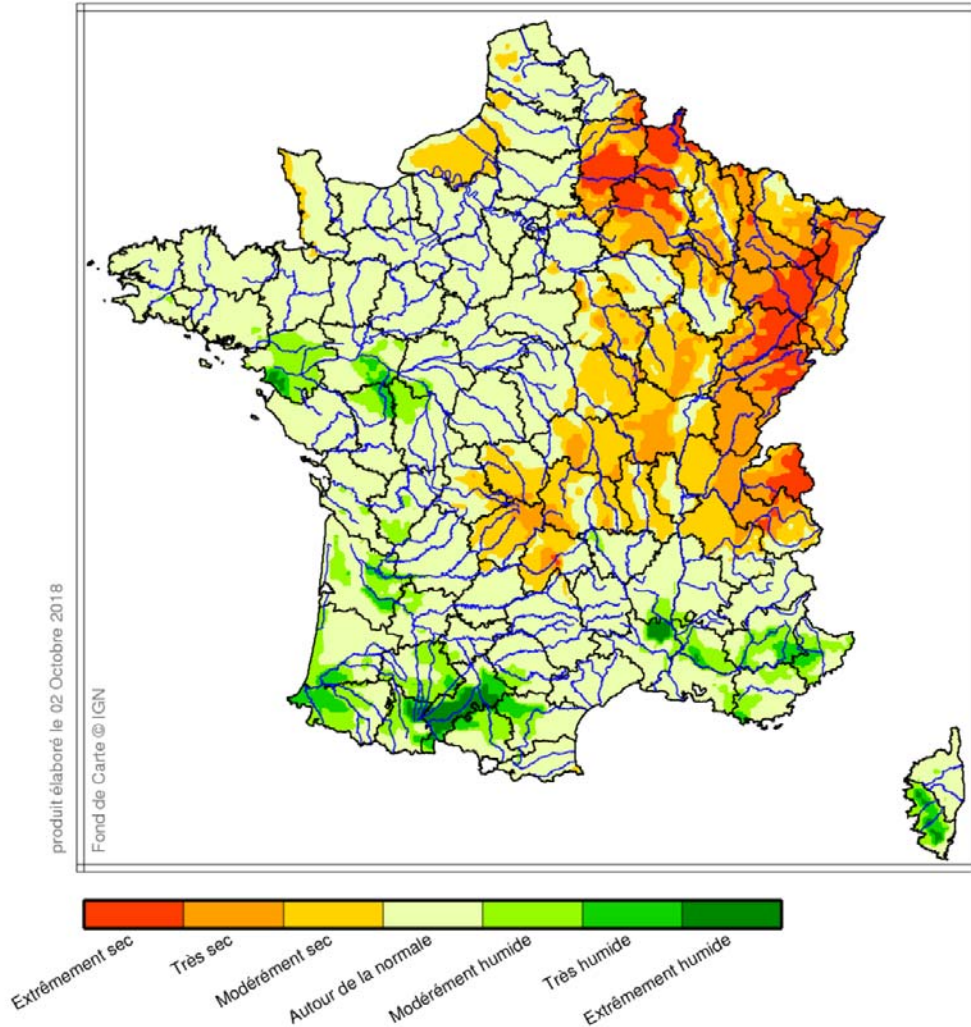 produit élaboré le 02 Octobre 2018
Fond de Carte © IGN
Extrêmement sec
Très sec
Modérément sec
Autour de la normale
Modérément humide
Très humide
Extrêmement humide